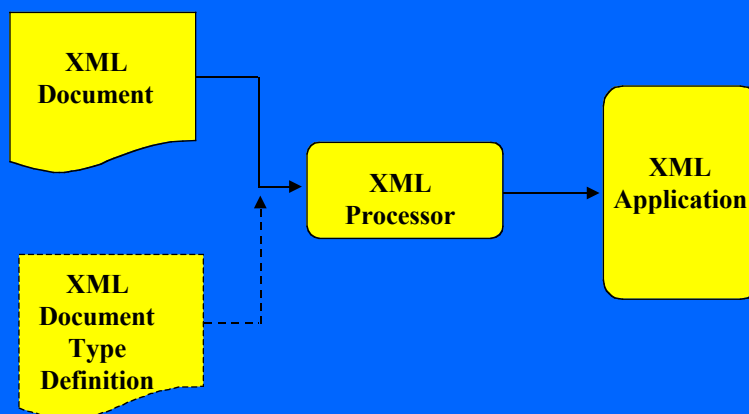 XML
Document
XML
Processor
XML
Application
XML
Document
Type
Definition